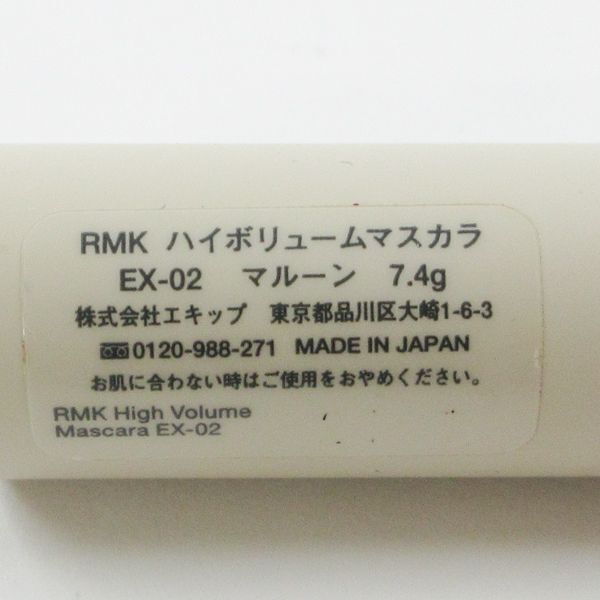 RMK ハイボリュームマスカラ
EX-02 マルーン 7.4g
株式会社エキップ 東京都品川区大崎1-6-3
0120-988-271 MADE IN JAPAN
お肌に合わない時はご使用をおやめください。
RMK High Volume
Mascara EX-02